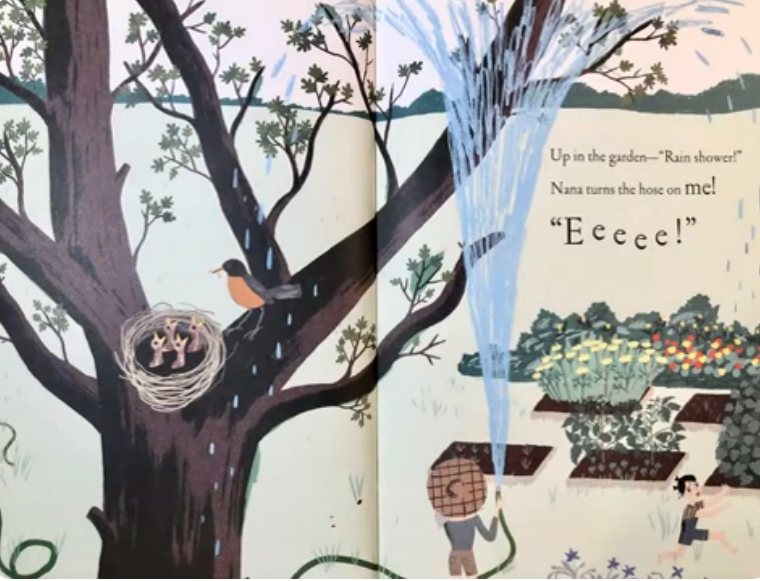 Up in the garden—“Rain shower!”
Nana turns the hose on me!
“Eeeee!”